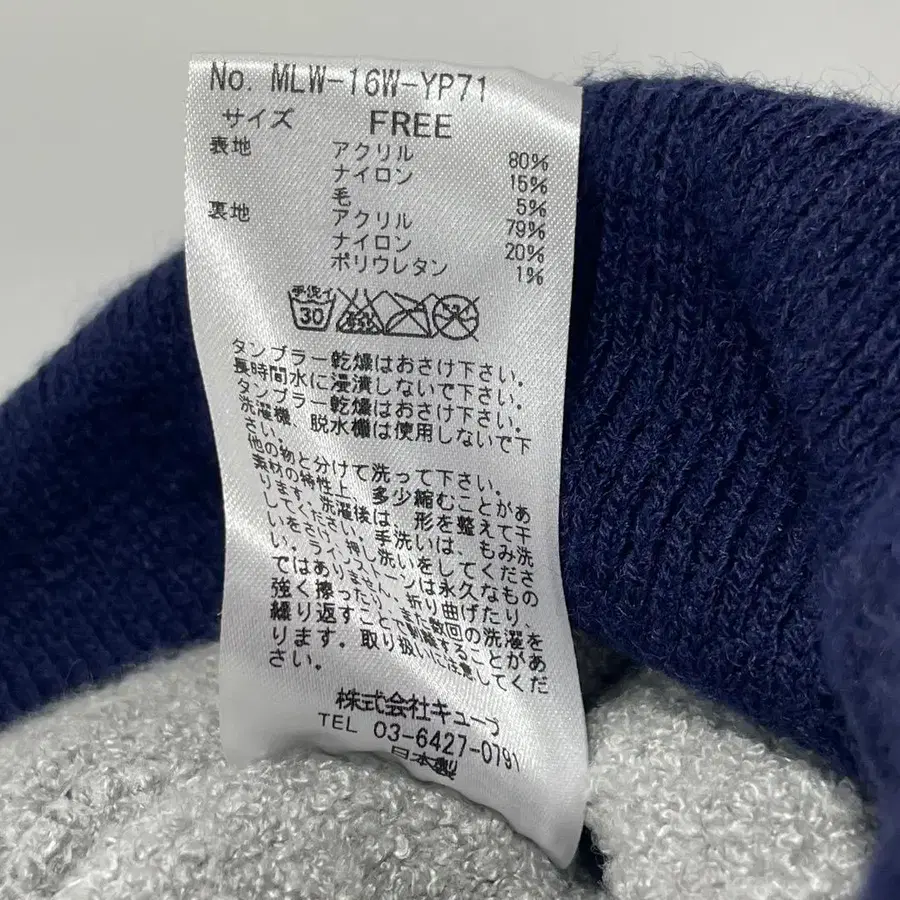 No. MLW-16W-YP71
サイズ FREE
表地 アクリル 80%
ナイロン 15%
毛 5%
裏地 アクリル 79%
ナイロン 20%
ポリウレタン 1%
手洗イ
30
タンブラー乾燥はおさけ下さい。
長時間水に浸漬しないで下さい。
タンブラー乾燥はおさけ下さい。
洗濯機、脱水機は使用しないで下
さい。
他の物と分けて洗って下さい。
素材の特性上、多少縮むことがあ
ります。洗濯後は、形を整えて干
してください。手洗いは、もみ洗
いをさけ、押し洗いをしてくださ
い。ラインストーンは永久なもの
ではありません。折り曲げたり、
強く擦ったり、また数回の洗濯を
繰り返すことで剥離することがあ
ります。取り扱いに注意してくだ
さい。
株式会社キューブ
TEL 03-6427-0791
日本製